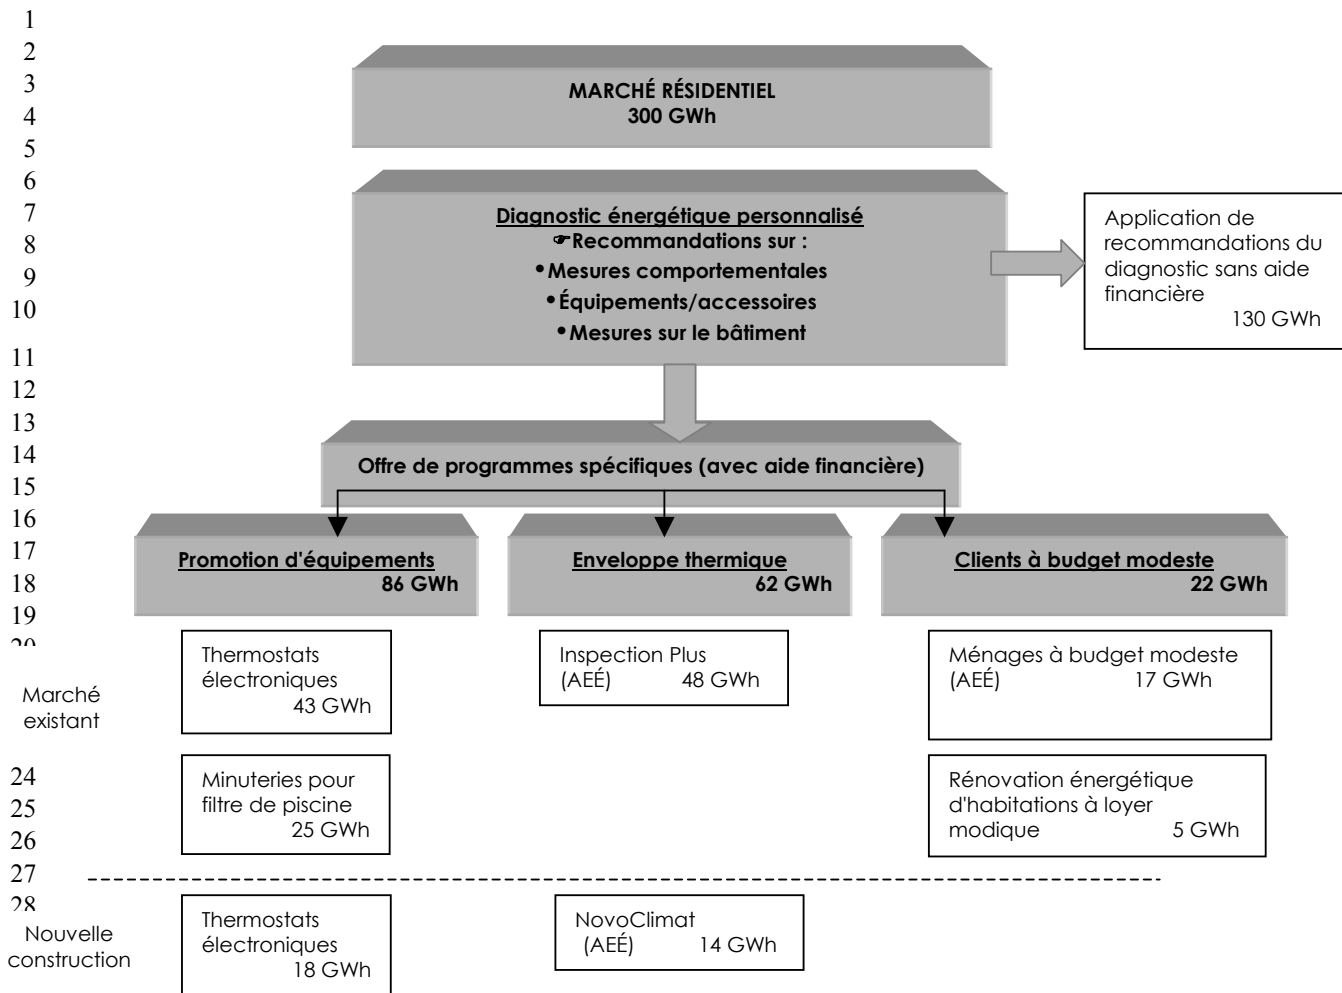 1
2
3
4
5
6
7
8
9
10
11
12
13
14
15
16
17
18
19
24
25
26
27
28
MARCHÉ RÉSIDENTIEL
300 GWh
Diagnostic énergétique personnalisé
☞Recommandations sur :
•Mesures comportementales
•Équipements/accessoires
•Mesures sur le bâtiment
Application de
recommandations du
diagnostic sans aide
financière
130 GWh
Offre de programmes spécifiques (avec aide financière)
Promotion d'équipements
86 GWh
Enveloppe thermique
62 GWh
Clients à budget modeste
22 GWh
Marché
existant
Thermostats
électroniques
43 GWh
Inspection Plus
(AEÉ) 48 GWh
Ménages à budget modeste
(AEÉ) 17 GWh
Minuteries pour
filtre de piscine
25 GWh
Rénovation énergétique
d'habitations à loyer
modique 5 GWh
Nouvelle
construction
Thermostats
électroniques
18 GWh
NovoClimat
(AEÉ) 14 GWh